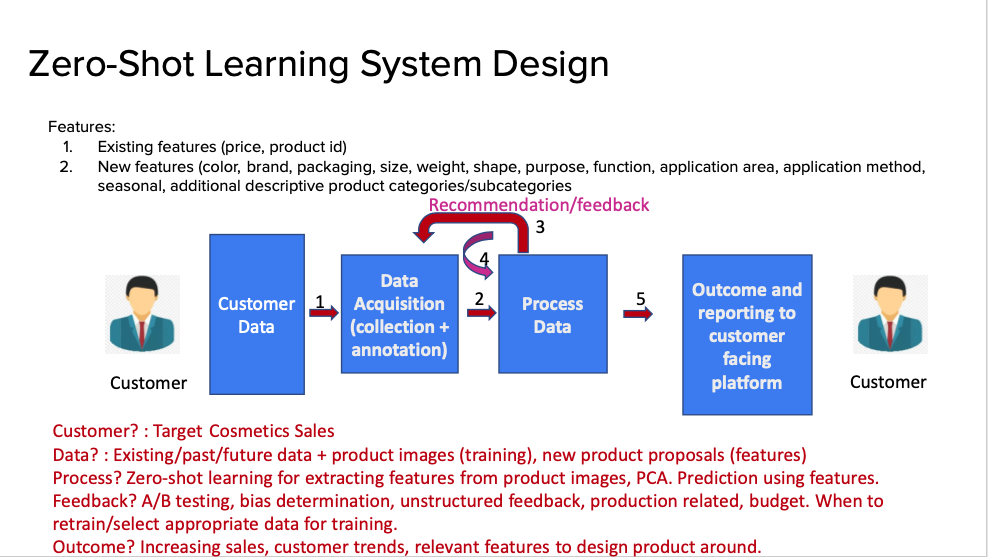 Zero-Shot Learning System Design
Features:
1. Existing features (price, product id)
2. New features (color, brand, packaging, size, weight, shape, purpose, function, application area, application method,
seasonal, additional descriptive product categories/subcategories
Recommendation/feedback
3
4
Customer
Data
1
Data
Acquisition
(collection +
annotation)
2
Process
Data
5
Outcome and
reporting to
customer
facing
platform
Customer
Customer
Customer? : Target Cosmetics Sales
Data? : Existing/past/future data + product images (training), new product proposals (features)
Process? Zero-shot learning for extracting features from product images, PCA. Prediction using features.
Feedback? A/B testing, bias determination, unstructured feedback, production related, budget. When to
retrain/select appropriate data for training.
Outcome? Increasing sales, customer trends, relevant features to design product around.